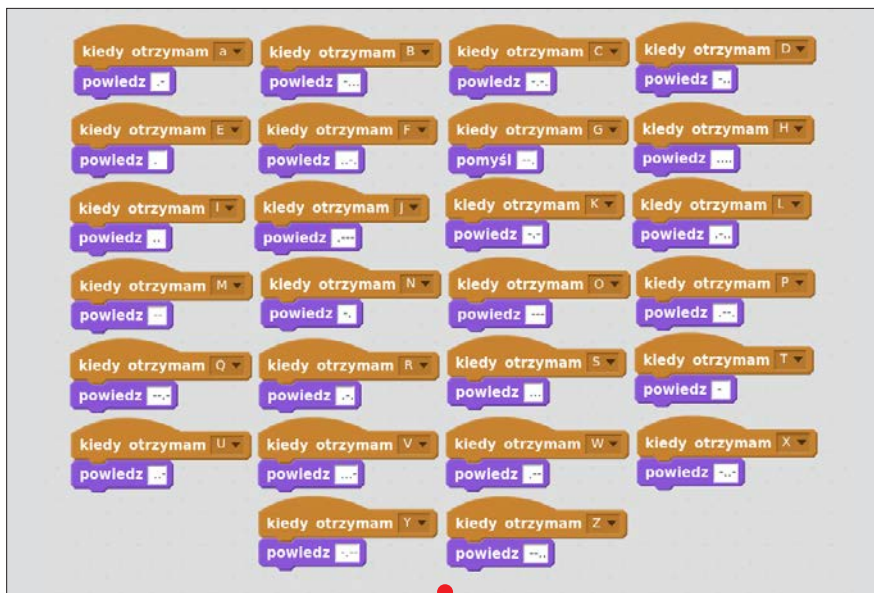 kiedy otrzymam a kiedy otrzymam B kiedy otrzymam C kiedy otrzymam D
powiedz .- powiedz -... powiedz -.-. powiedz -..
kiedy otrzymam E kiedy otrzymam F kiedy otrzymam G kiedy otrzymam H
powiedz . powiedz ..-. pomyśl --. powiedz ....
kiedy otrzymam I kiedy otrzymam j kiedy otrzymam K kiedy otrzymam L
powiedz .. powiedz .--- powiedz -.- powiedz .-..
kiedy otrzymam M kiedy otrzymam N kiedy otrzymam O kiedy otrzymam P
powiedz -- powiedz -. powiedz --- powiedz .--.
kiedy otrzymam Q kiedy otrzymam R kiedy otrzymam S kiedy otrzymam T
powiedz --.- powiedz .-. powiedz ... powiedz -
kiedy otrzymam U kiedy otrzymam V kiedy otrzymam W kiedy otrzymam X
powiedz ..- powiedz ...- powiedz .-- powiedz -..-
kiedy otrzymam Y kiedy otrzymam Z
powiedz -.-- powiedz --..